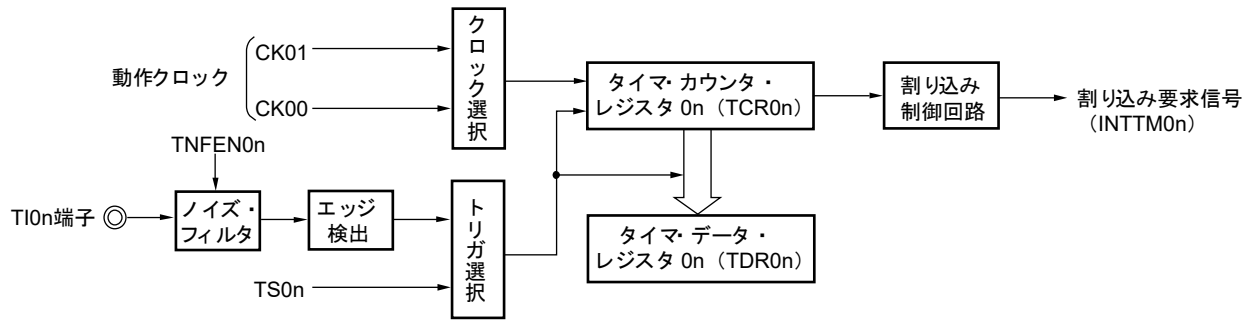 動作クロック
CK01
CK00
クロック選択
タイマ・カウンタ・
レジスタ 0n（TCR0n）
割り込み
制御回路
割り込み要求信号
（INTTM0n）
TNFEN0n
TI0n端子
ノイズ・
フィルタ
エッジ
検出
トリガ選択
TS0n
タイマ・データ・
レジスタ 0n（TDR0n）